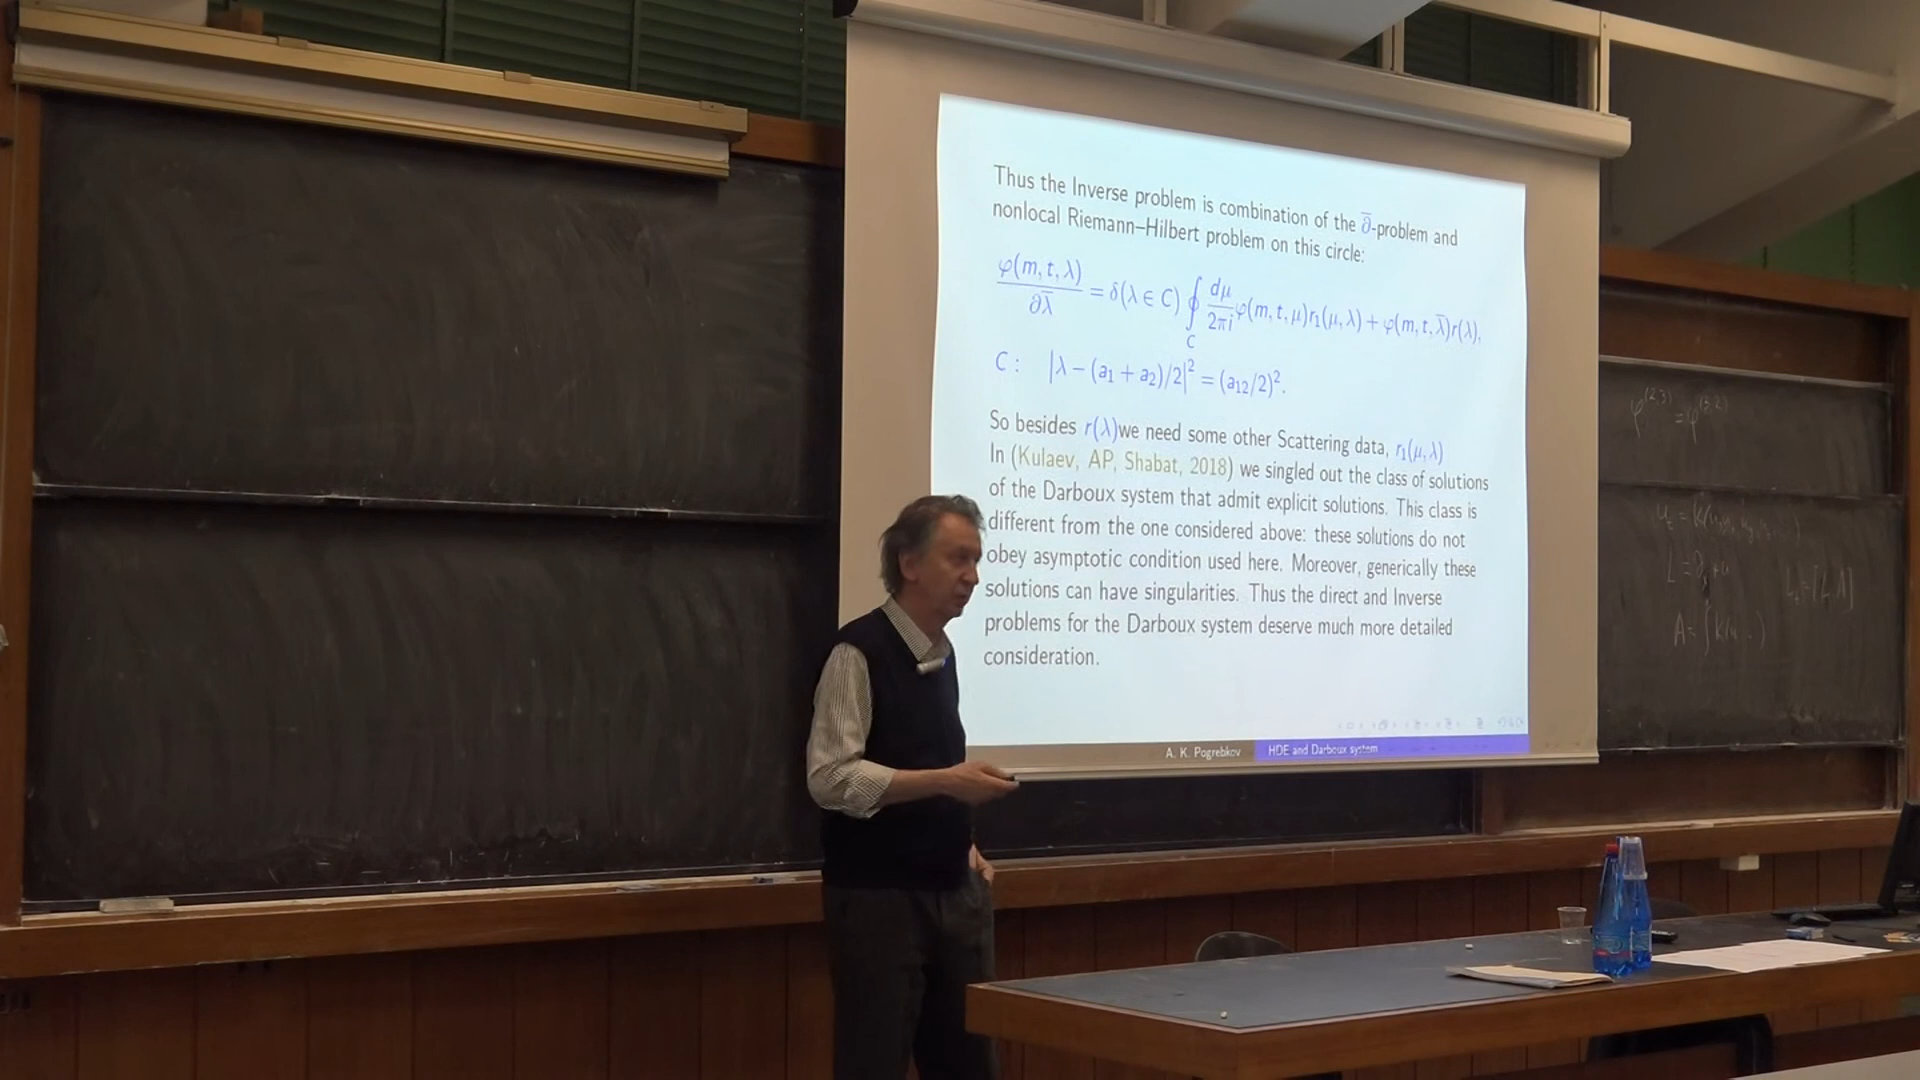 Thus the Inverse problem is combination of the ∂̅-problem and
nonlocal Riemann–Hilbert problem on this circle:
φ(m, t, λ)/∂λ̅ = δ(λ ∈ C) ∮_C dμ/2πi φ(m, t, μ)r₁(μ, λ) + φ(m, t, λ̅)r(λ),
C : |λ − (a₁ + a₂)/2|² = (a₁₂/2)².
So besides r(λ)we need some other Scattering data, r₁(μ, λ)
In (Kulaev, AP, Shabat, 2018) we singled out the class of solutions
of the Darboux system that admit explicit solutions. This class is
different from the one considered above: these solutions do not
obey asymptotic condition used here. Moreover, generically these
solutions can have singularities. Thus the direct and Inverse
problems for the Darboux system deserve much more detailed
consideration.
A. K. Pogrebkov HDE and Darboux system
φ^(2,3) = φ^(3,2)